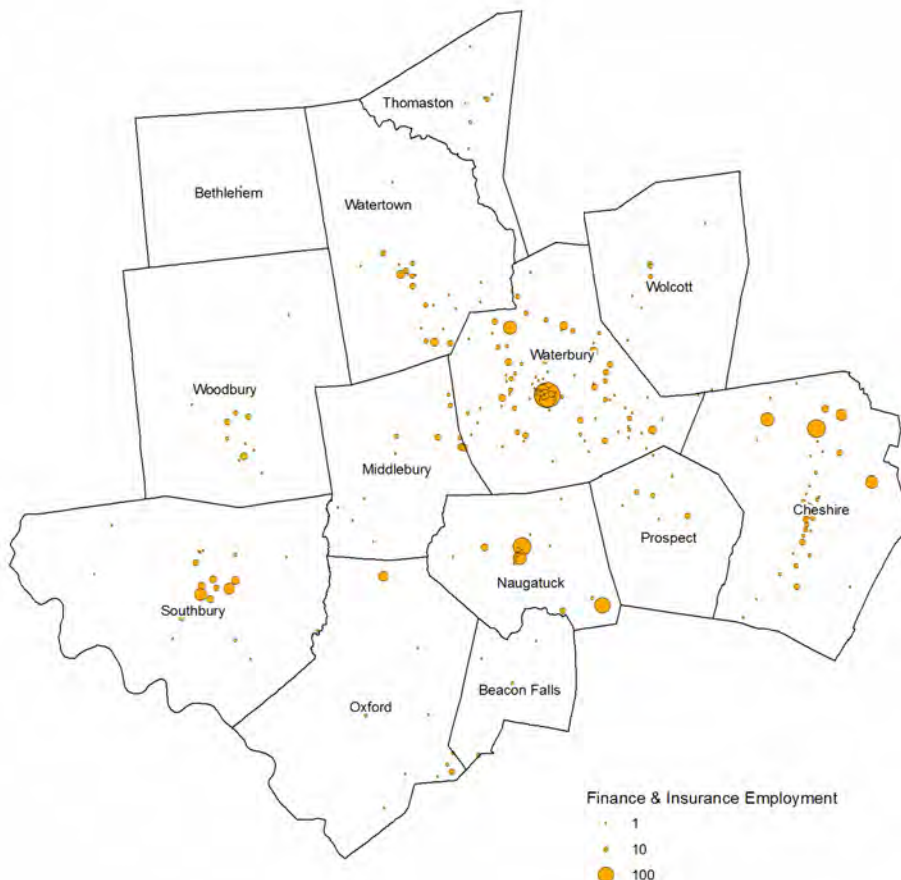 Thomaston
Bethlehem
Watertown
Wolcott
Waterbury
Woodbury
Middlebury
Cheshire
Prospect
Naugatuck
Southbury
Beacon Falls
Oxford
Finance & Insurance Employment
1
10
100